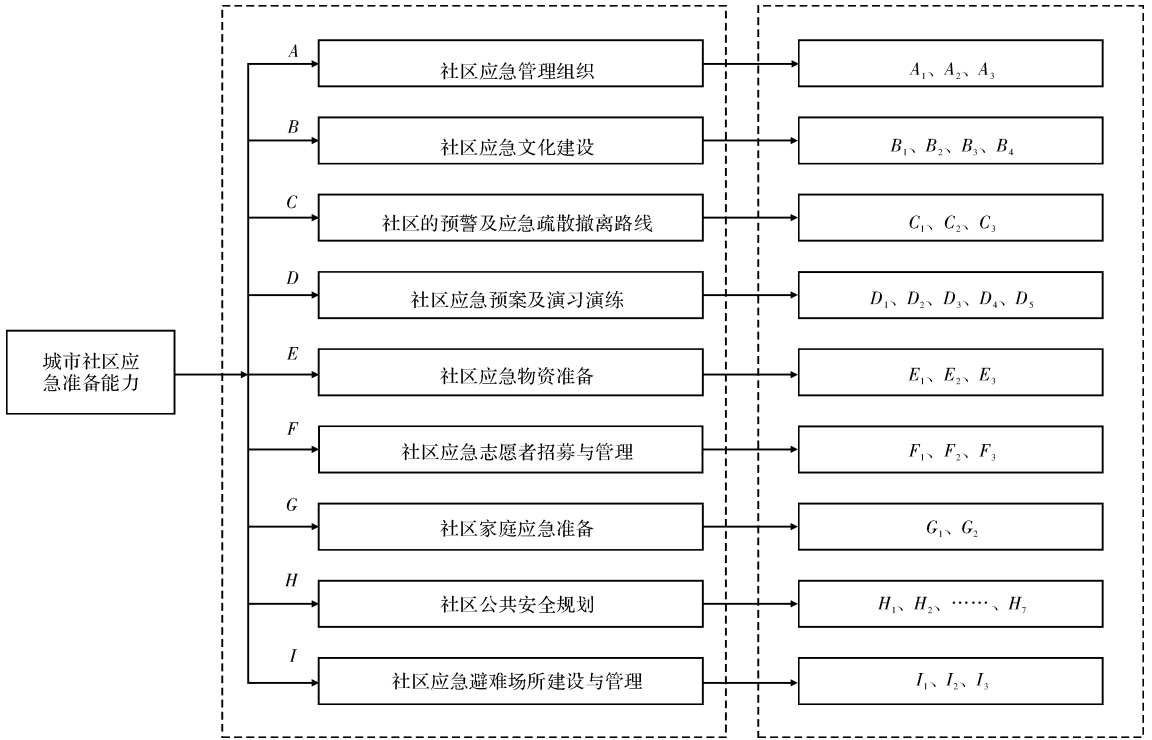 城市社区应
急准备能力
A
社区应急管理组织
A₁、A₂、A₃
B
社区应急文化建设
B₁、B₂、B₃、B₄
C
社区的预警及应急疏散撤离路线
C₁、C₂、C₃
D
社区应急预案及演习演练
D₁、D₂、D₃、D₄、D₅
E
社区应急物资准备
E₁、E₂、E₃
F
社区应急志愿者招募与管理
F₁、F₂、F₃
G
社区家庭应急准备
G₁、G₂
H
社区公共安全规划
H₁、H₂、……、H₇
I
社区应急避难场所建设与管理
I₁、I₂、I₃